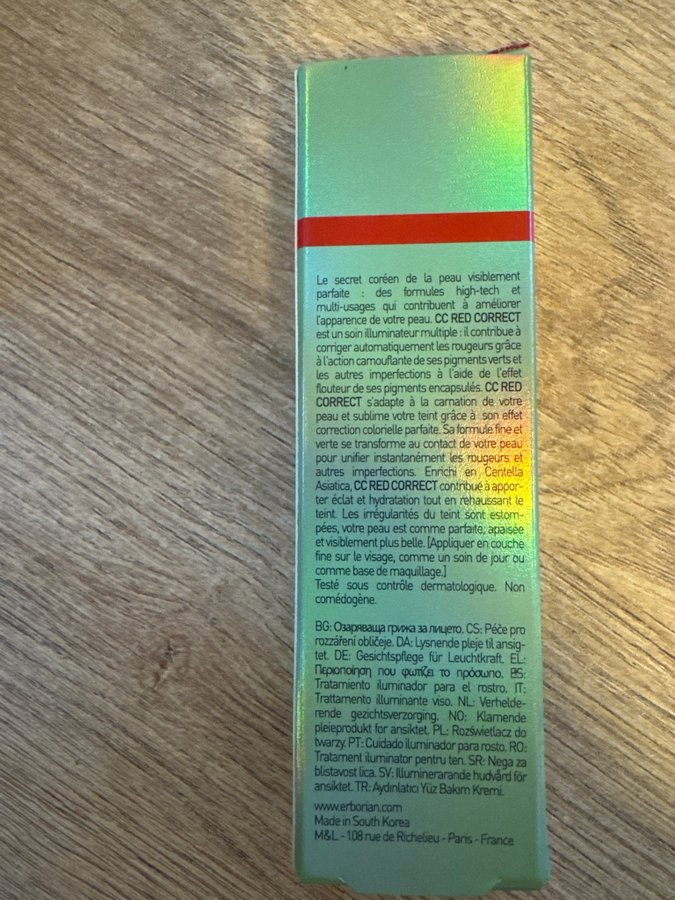 Le secret coréen de la peau visiblement
parfaite : des formules high-tech et
multi-usages qui contribuent à améliorer
l'apparence de votre peau. CC RED CORRECT
est un soin illuminateur multiple : il contribue à
corriger automatiquement les rougeurs grâce
à l'action camouflante de ses pigments verts et
les autres imperfections à l'aide de l'effet
flouteur de ses pigments encapsulés. CC RED
CORRECT s'adapte à la carnation de votre
peau et sublime votre teint grâce à son effet
correction colorielle parfaite. Sa formule fine et
verte se transforme au contact de votre peau
pour unifier instantanément les rougeurs et
autres imperfections. Enrichi en Centella
Asiatica, CC RED CORRECT contribue à appor-
ter éclat et hydratation tout en rehaussant le
teint. Les irrégularités du teint sont estom-
pées, votre peau est comme parfaite, apaisée
et visiblement plus belle. [Appliquer en couche
fine sur le visage, comme un soin de jour ou
comme base de maquillage.]
Testé sous contrôle dermatologique. Non
comédogène.
BG: Озаряваща грижа за лицето. CS: Péče pro
rozzáření obličeje. DA: Lysnende pleje til ansig-
tet. DE: Gesichtspflege für Leuchtkraft. EL:
Περιποίηση που φωτίζει το πρόσωπο. ES:
Tratamiento iluminador para el rostro. IT:
Trattamento illuminante viso. NL: Verhelde-
rende gezichtsverzorging. NO: Klarnende
pleieprodukt for ansiktet. PL: Rozświetlacz do
twarzy. PT: Cuidado iluminador para rosto. RO:
Tratament iluminator pentru ten. SR: Nega za
blistavost lica. SV: Illuminerarande hudvård för
ansiktet. TR: Aydınlatıcı Yüz Bakım Kremi.
www.erborian.com
Made in South Korea
M&L - 108 rue de Richelieu - Paris - France